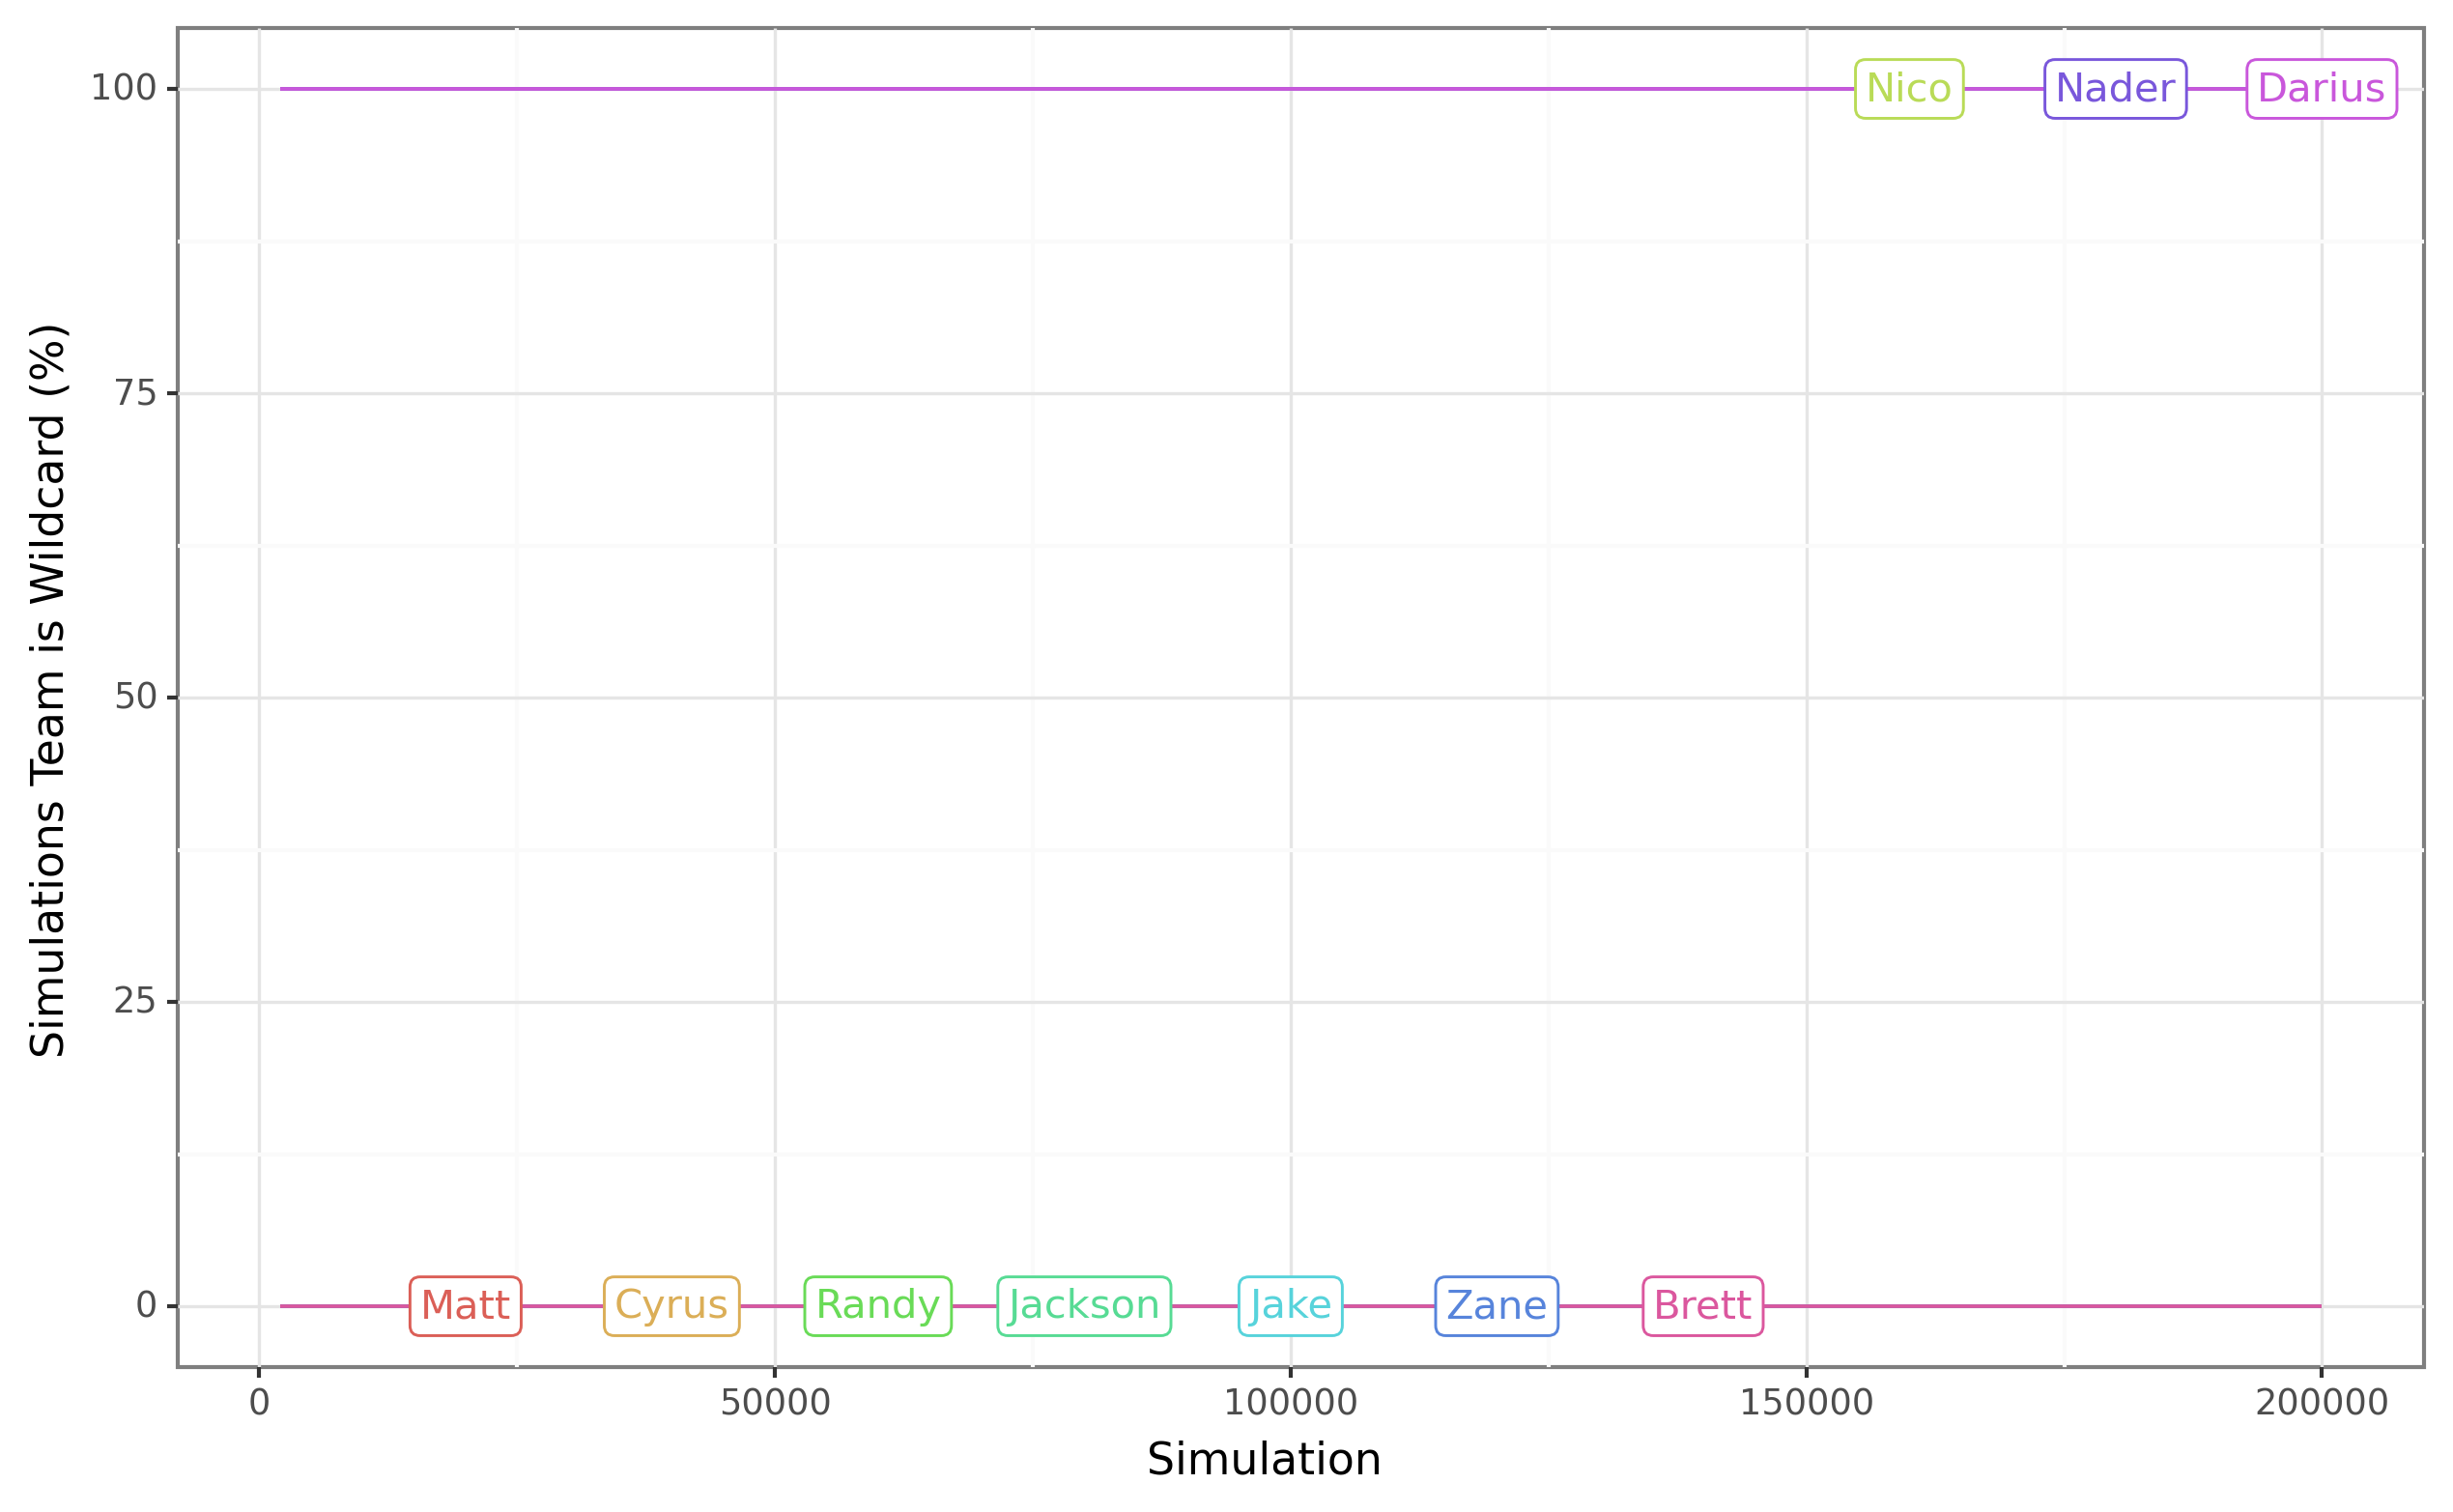 Simulations Team is Wildcard (%)
100
75
50
25
0
Nico Nader Darius
Matt Cyrus Randy Jackson Jake Zane Brett
0 50000 100000 150000 200000
Simulation